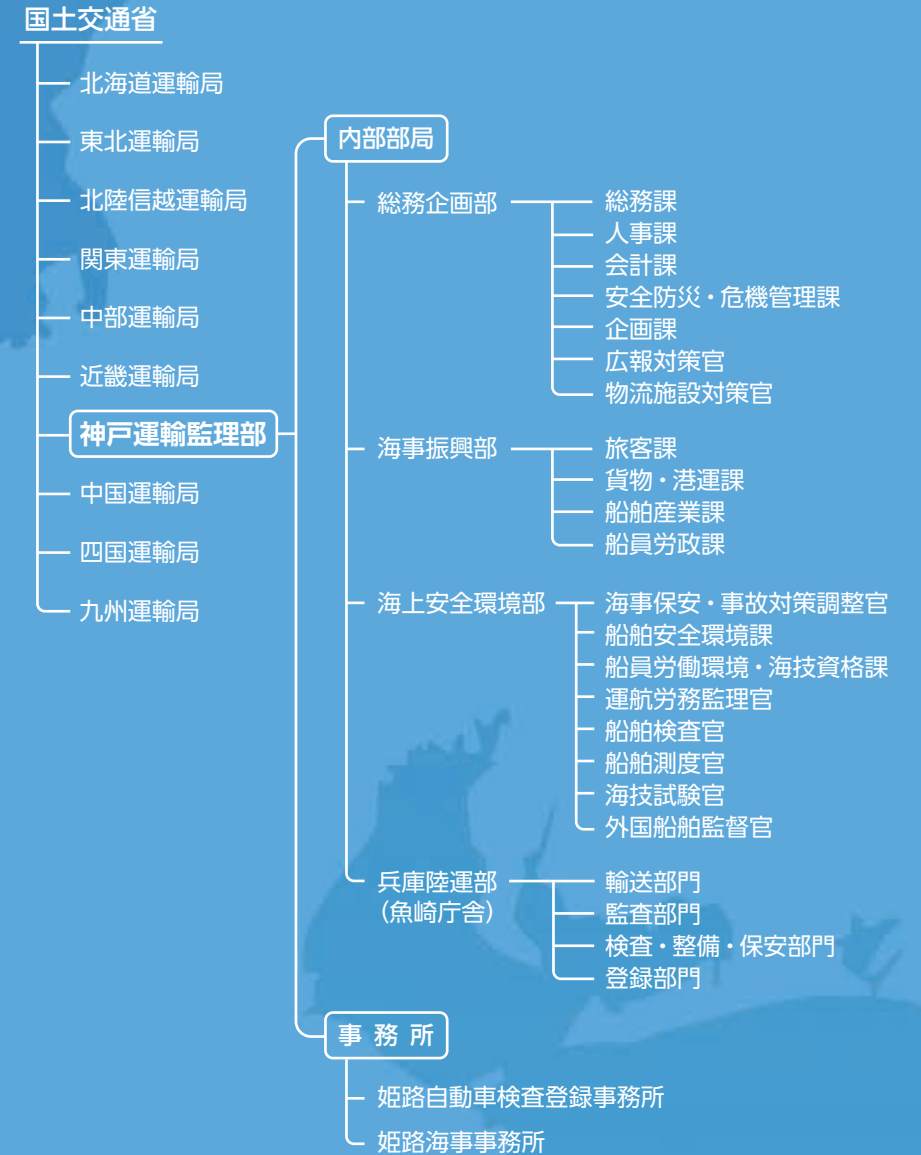 国土交通省
北海道運輸局
東北運輸局
北陸信越運輸局
関東運輸局
中部運輸局
近畿運輸局
神戸運輸監理部
中国運輸局
四国運輸局
九州運輸局
内部部局
総務企画部
総務課
人事課
会計課
安全防災・危機管理課
企画課
広報対策官
物流施設対策官
海事振興部
旅客課
貨物・港運課
船舶産業課
船員労政課
海上安全環境部
海事保安・事故対策調整官
船舶安全環境課
船員労働環境・海技資格課
運航労務監理官
船舶検査官
船舶測度官
海技試験官
外国船舶監督官
兵庫陸運部
(魚崎庁舎)
輸送部門
監査部門
検査・整備・保安部門
登録部門
事務所
姫路自動車検査登録事務所
姫路海事事務所